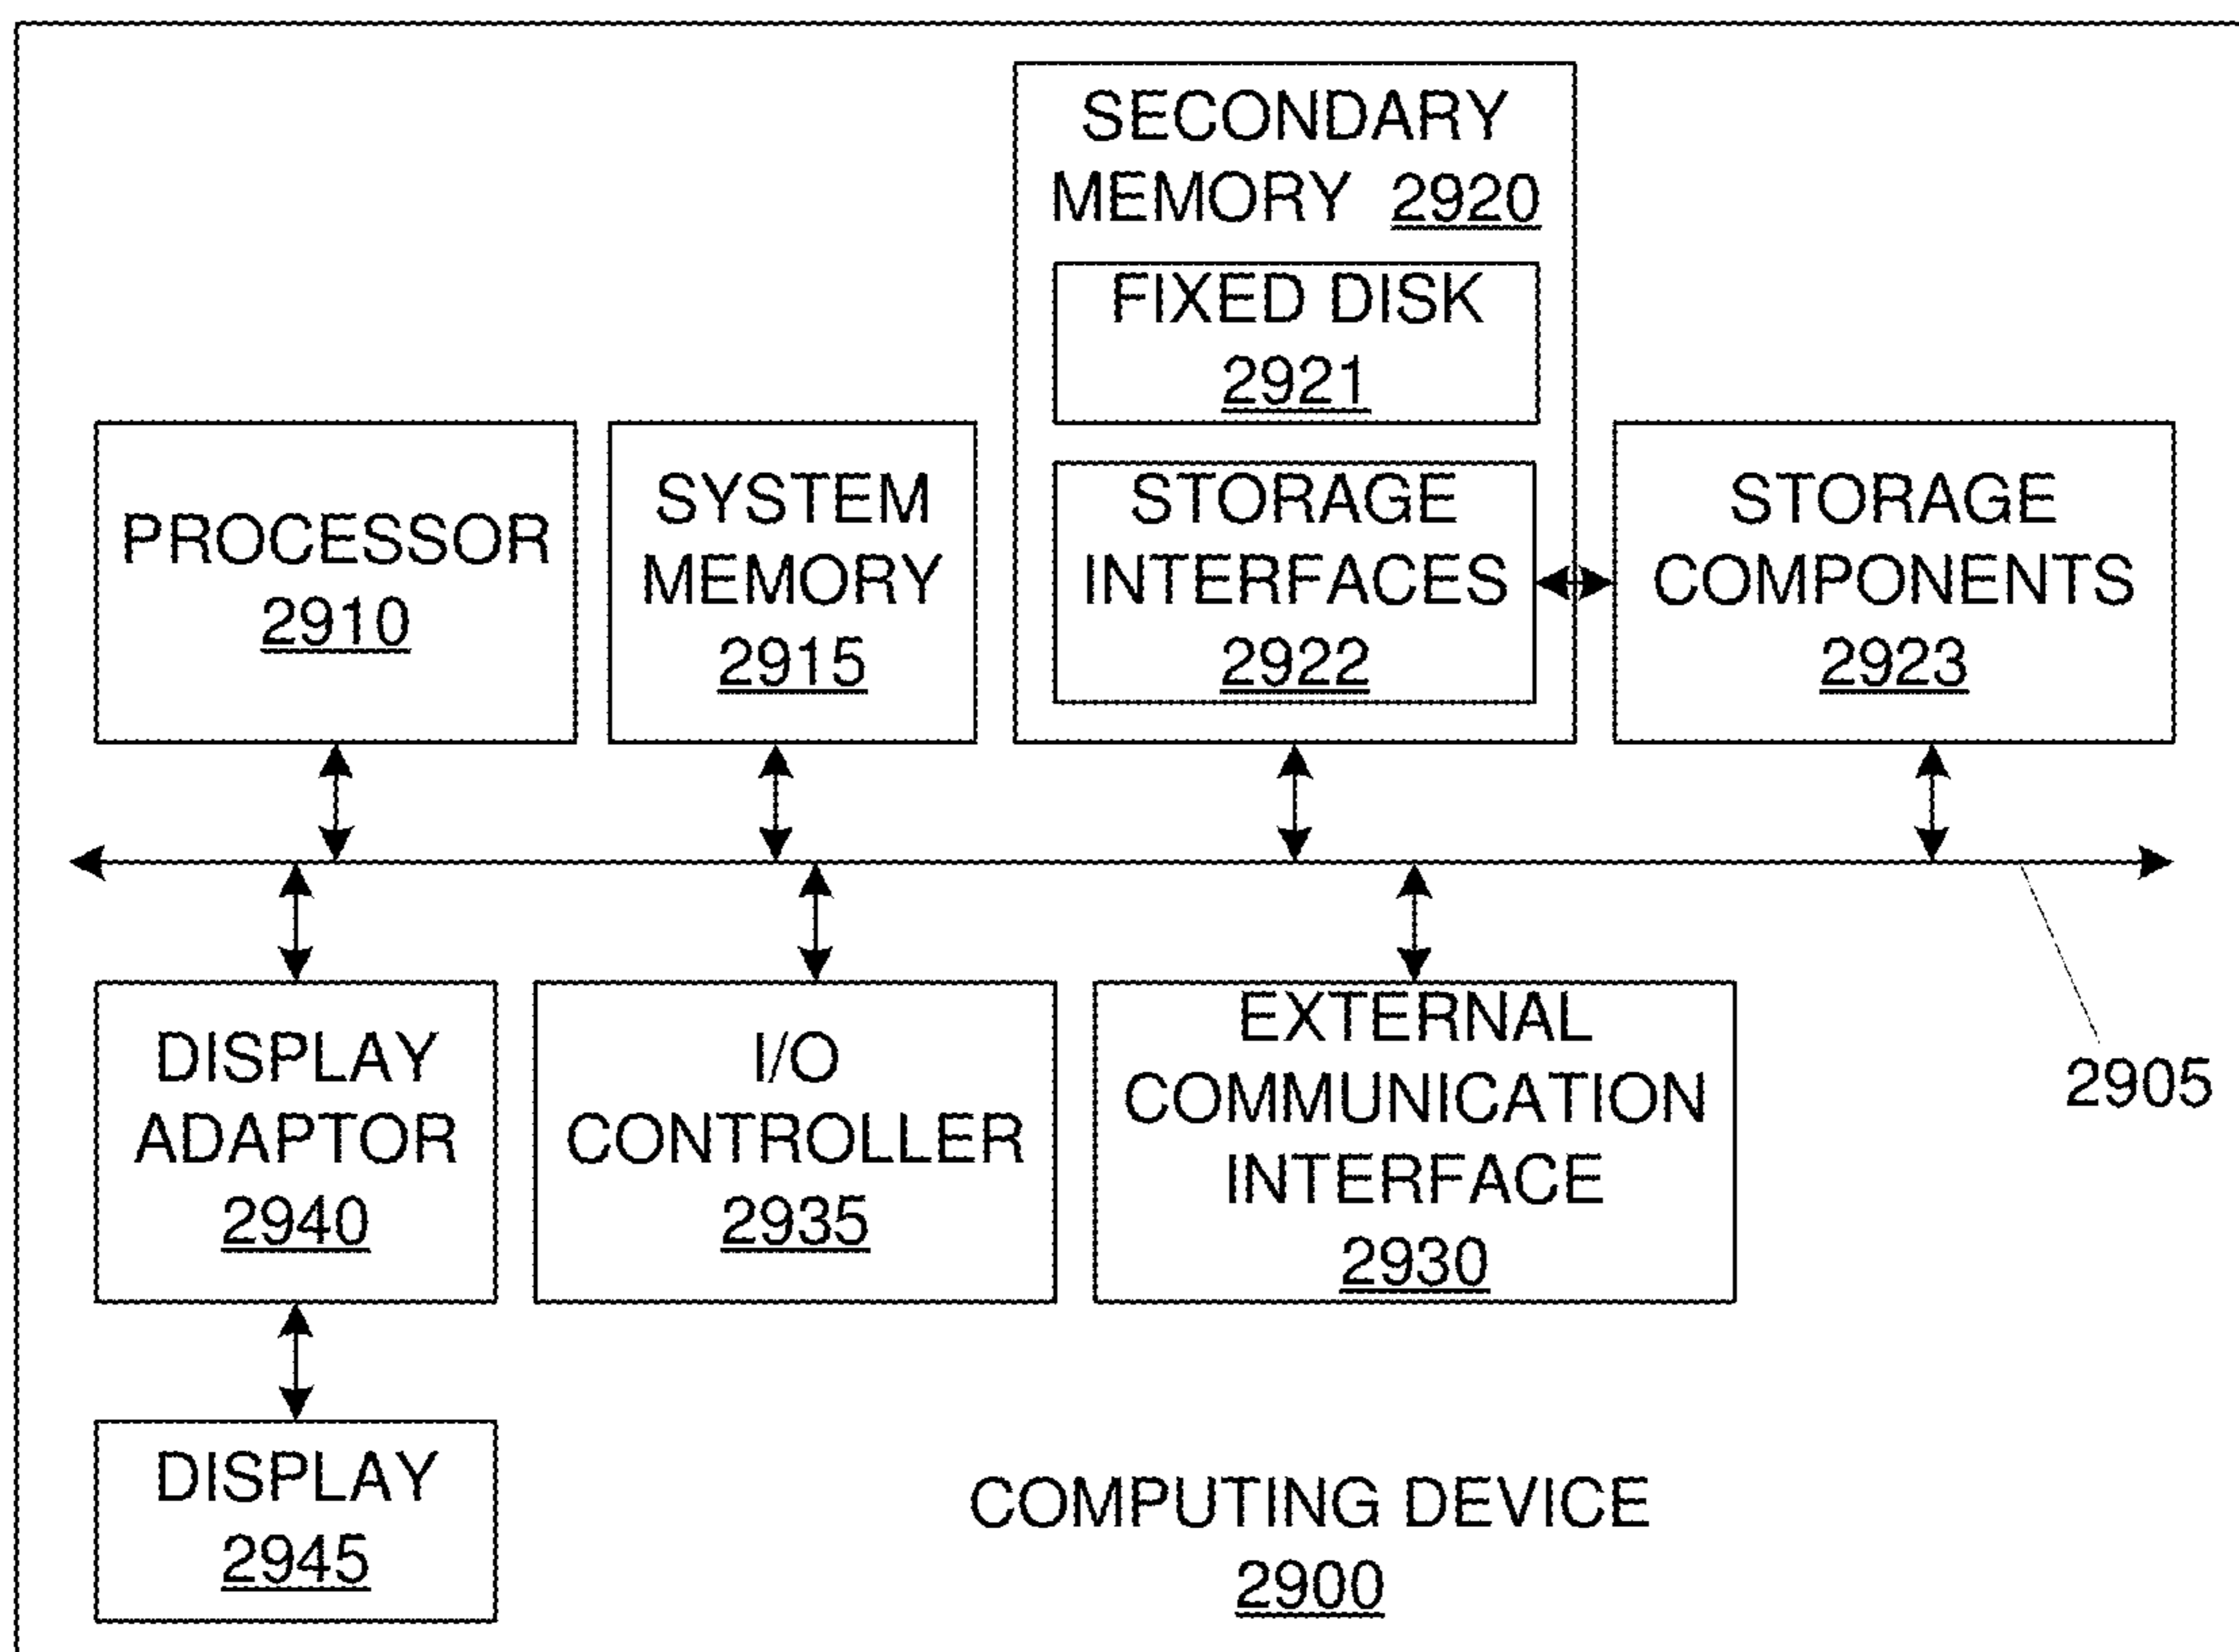 SECONDARY
MEMORY 2920
FIXED DISK
2921
STORAGE
INTERFACES
2922
PROCESSOR
2910
SYSTEM
MEMORY
2915
STORAGE
COMPONENTS
2923
2905
DISPLAY
ADAPTOR
2940
I/O
CONTROLLER
2935
EXTERNAL
COMMUNICATION
INTERFACE
2930
DISPLAY
2945
COMPUTING DEVICE
2900